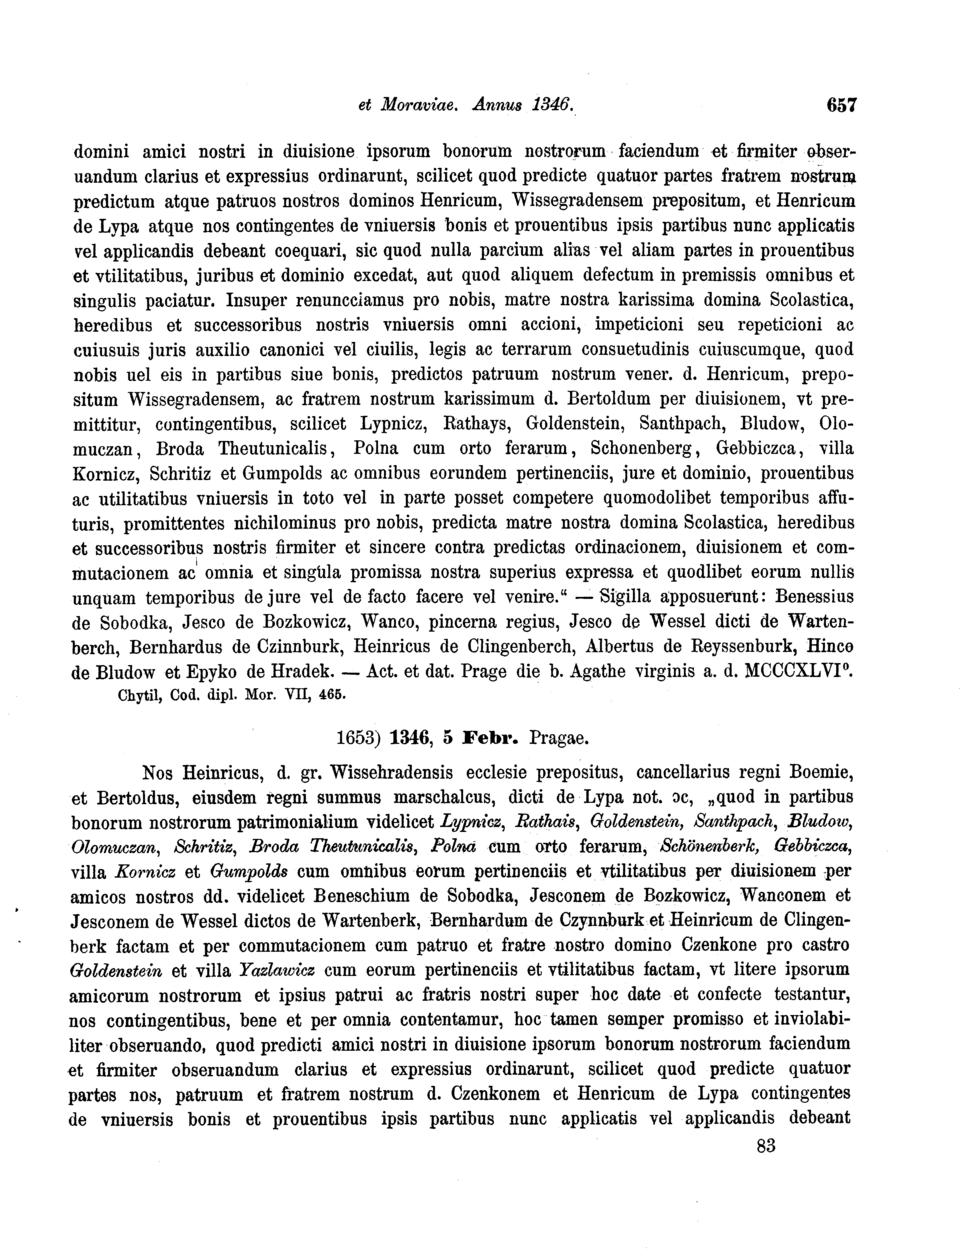 et Moraviae. Annus 1346. 657
domini amici nostri in diuisione ipsorum bonorum nostrorum faciendum et firmiter obser-
uandum clarius et expressius ordinarunt, scilicet quod predicte quatuor partes fratrem nostrum
predictum atque patruos nostros dominos Henricum, Wissegradensem prepositum, et Henricum
de Lypa atque nos contingentes de vniuersis bonis et prouentibus ipsis partibus nunc applicatis
vel applicandis debeant coequari, sic quod nulla parcium alias vel aliam partes in prouentibus
et vtilitatibus, juribus et dominio excedat, aut quod aliquem defectum in premissis omnibus et
singulis paciatur. Insuper renuncciamus pro nobis, matre nostra karissima domina Scolastica,
heredibus et successoribus nostris vniuersis omni accioni, impeticioni seu repeticioni ac
cuiusuis juris auxilio canonici vel ciuilis, legis ac terrarum consuetudinis cuiuscumque, quod
nobis uel eis in partibus siue bonis, predictos patruum nostrum vener. d. Henricum, prepo-
situm Wissegradensem, ac fratrem nostrum karissimum d. Bertoldum per diuisionem, vt pre-
mittitur, contingentibus, scilicet Lypnicz, Rathays, Goldenstein, Santhpach, Bludow, Olo-
muczan, Broda Theutunicalis, Polna cum orto ferarum, Schonenberg, Gebbiczca, villa
Kornicz, Schritiz et Gumpolds ac omnibus eorundem pertinenciis, jure et dominio, prouentibus
ac utilitatibus vniuersis in toto vel in parte posset competere quomodolibet temporibus affu-
turis, promittentes nichilominus pro nobis, predicta matre nostra domina Scolastica, heredibus
et successoribus nostris firmiter et sincere contra predictas ordinacionem, diuisionem et com-
mutacionem ac omnia et singula promissa nostra superius expressa et quodlibet eorum nullis
unquam temporibus de jure vel de facto facere vel venire.“ — Sigilla apposuerunt: Benessius
de Sobodka, Jesco de Bozkowicz, Wanco, pincerna regius, Jesco de Wessel dicti de Warten-
berch, Bernhardus de Czinnburk, Heinricus de Clingenberch, Albertus de Reyssenburk, Hinco
de Bludow et Epyko de Hradek. — Act. et dat. Prage die b. Agathe virginis a. d. MCCCXLVI⁰.
Chytil, Cod. dipl. Mor. VII, 465.
1653) 1346, 5 Febr. Pragae.
Nos Heinricus, d. gr. Wissehradensis ecclesie prepositus, cancellarius regni Boemie,
et Bertoldus, eiusdem regni summus marschalcus, dicti de Lypa not. ɔc, „quod in partibus
bonorum nostrorum patrimonialium videlicet Lypnicz, Rathais, Goldenstein, Santhpach, Bludow,
Olomuczan, Schritiz, Broda Theutunicalis, Polna cum orto ferarum, Schönenberk, Gebbiczca,
villa Kornicz et Gumpolds cum omnibus eorum pertinenciis et vtilitatibus per diuisionem per
amicos nostros dd. videlicet Beneschium de Sobodka, Jesconem de Bozkowicz, Wanconem et
Jesconem de Wessel dictos de Wartenberk, Bernhardum de Czynnburk et Heinricum de Clingen-
berk factam et per commutacionem cum patruo et fratre nostro domino Czenkone pro castro
Goldenstein et villa Yazlawicz cum eorum pertinenciis et vtilitatibus factam, vt litere ipsorum
amicorum nostrorum et ipsius patrui ac fratris nostri super hoc date et confecte testantur,
nos contingentibus, bene et per omnia contentamur, hoc tamen semper promisso et inviolabi-
liter obseruando, quod predicti amici nostri in diuisione ipsorum bonorum nostrorum faciendum
et firmiter obseruandum clarius et expressius ordinarunt, scilicet quod predicte quatuor
partes nos, patruum et fratrem nostrum d. Czenkonem et Henricum de Lypa contingentes
de vniuersis bonis et prouentibus ipsis partibus nunc applicatis vel applicandis debeant
83